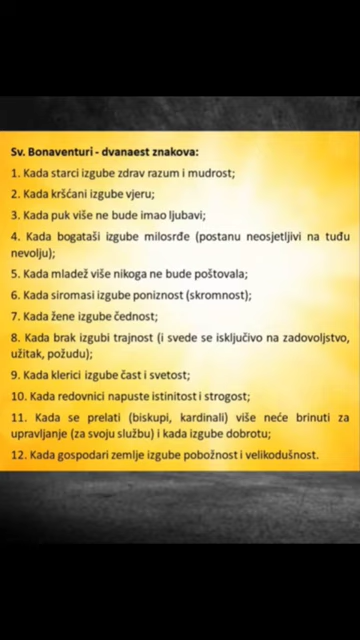 Sv. Bonaventuri - dvanaest znakova:
1. Kada starci izgube zdrav razum i mudrost;
2. Kada kršćani izgube vjeru;
3. Kada puk više ne bude imao ljubavi;
4. Kada bogataši izgube milosrđe (postanu neosjetljivi na tuđu
nevolju);
5. Kada mladež više nikoga ne bude poštovala;
6. Kada siromasi izgube poniznost (skromnost);
7. Kada žene izgube čednost;
8. Kada brak izgubi trajnost (i svede se isključivo na zadovoljstvo,
užitak, požudu);
9. Kada klerici izgube čast i svetost;
10. Kada redovnici napuste istinitost i strogost;
11. Kada se prelati (biskupi, kardinali) više neće brinuti za
upravljanje (za svoju službu) i kada izgube dobrotu;
12. Kada gospodari zemlje izgube pobožnost i velikodušnost.